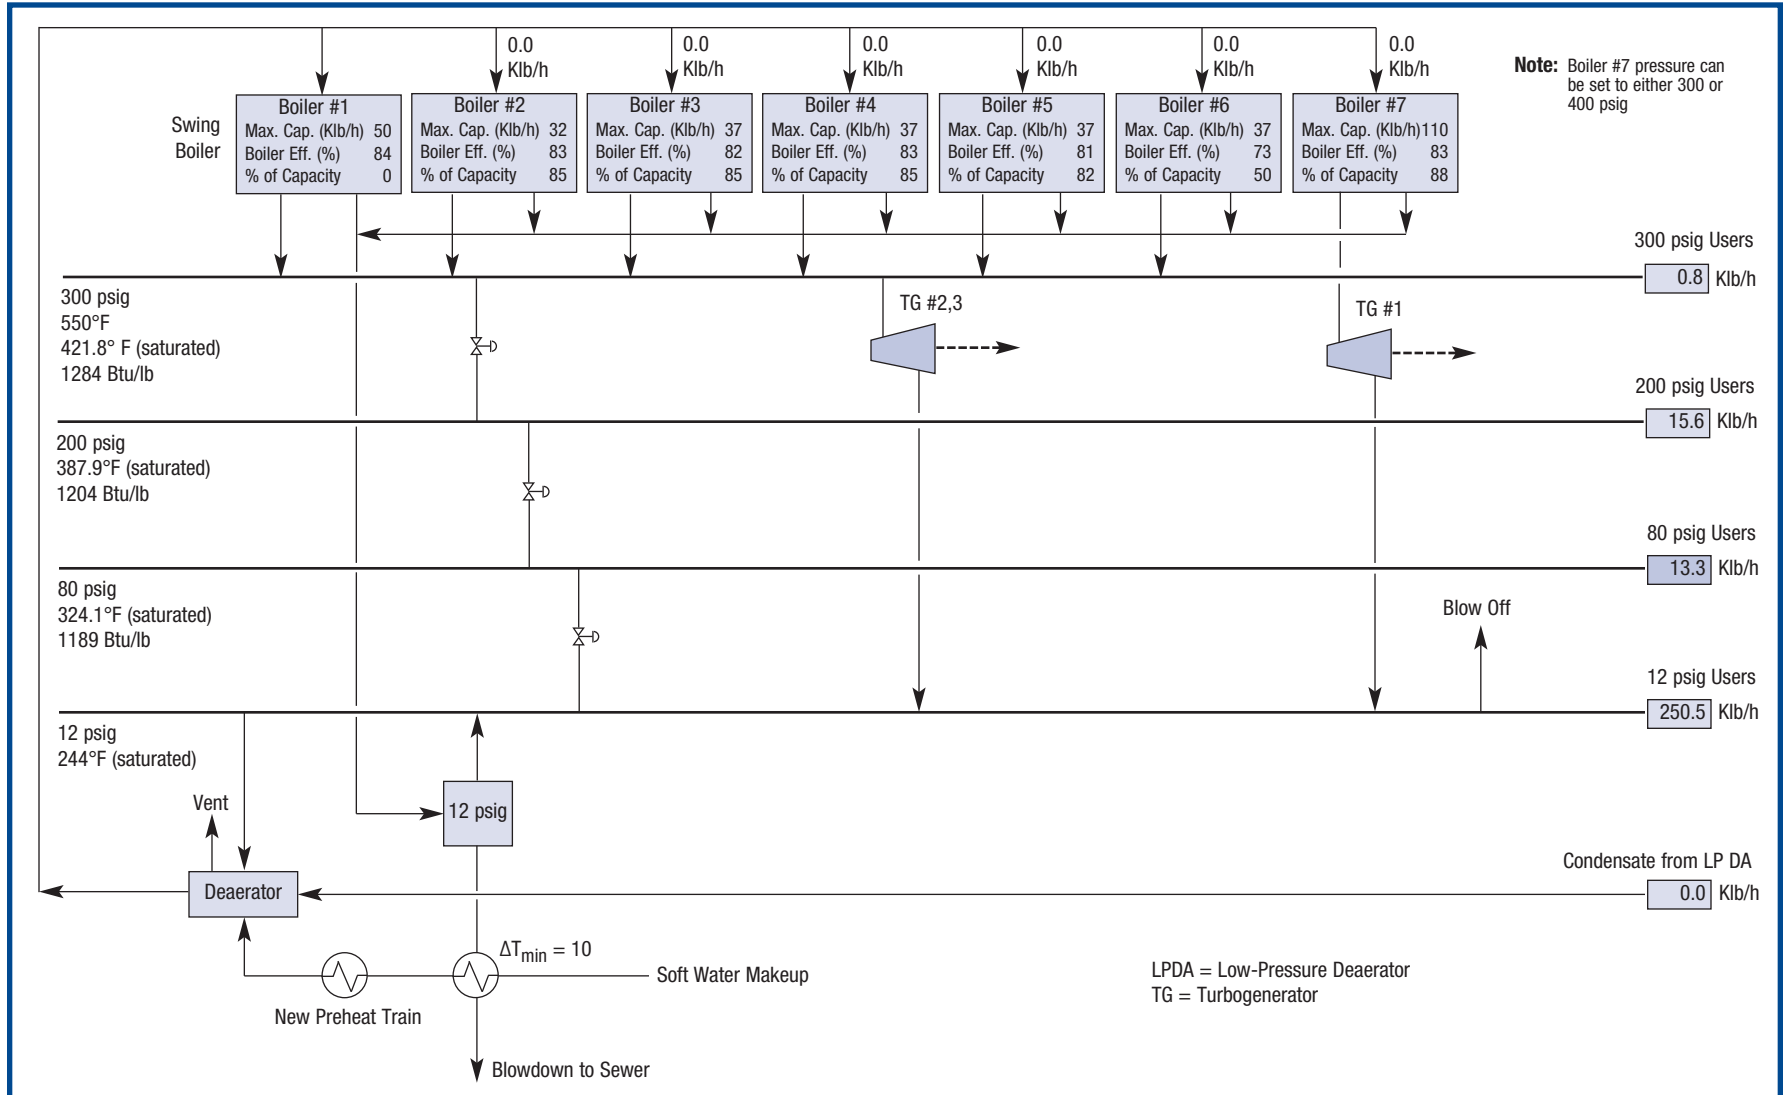 0.0
Klb/h
0.0
Klb/h
0.0
Klb/h
0.0
Klb/h
0.0
Klb/h
0.0
Klb/h
Note: Boiler #7 pressure can
be set to either 300 or
400 psig
Swing
Boiler
Boiler #1
Max. Cap. (Klb/h) 50
Boiler Eff. (%) 84
% of Capacity 0
Boiler #2
Max. Cap. (Klb/h) 32
Boiler Eff. (%) 83
% of Capacity 85
Boiler #3
Max. Cap. (Klb/h) 37
Boiler Eff. (%) 82
% of Capacity 85
Boiler #4
Max. Cap. (Klb/h) 37
Boiler Eff. (%) 83
% of Capacity 85
Boiler #5
Max. Cap. (Klb/h) 37
Boiler Eff. (%) 81
% of Capacity 82
Boiler #6
Max. Cap. (Klb/h) 37
Boiler Eff. (%) 73
% of Capacity 50
Boiler #7
Max. Cap. (Klb/h)110
Boiler Eff. (%) 83
% of Capacity 88
300 psig Users
0.8 Klb/h
300 psig
550°F
421.8° F (saturated)
1284 Btu/lb
TG #2,3
TG #1
200 psig Users
15.6 Klb/h
200 psig
387.9°F (saturated)
1204 Btu/lb
80 psig Users
13.3 Klb/h
80 psig
324.1°F (saturated)
1189 Btu/lb
Blow Off
12 psig Users
250.5 Klb/h
12 psig
244°F (saturated)
Vent
12 psig
Deaerator
Condensate from LP DA
0.0 Klb/h
ΔTmin = 10
Soft Water Makeup
New Preheat Train
Blowdown to Sewer
LPDA = Low-Pressure Deaerator
TG = Turbogenerator